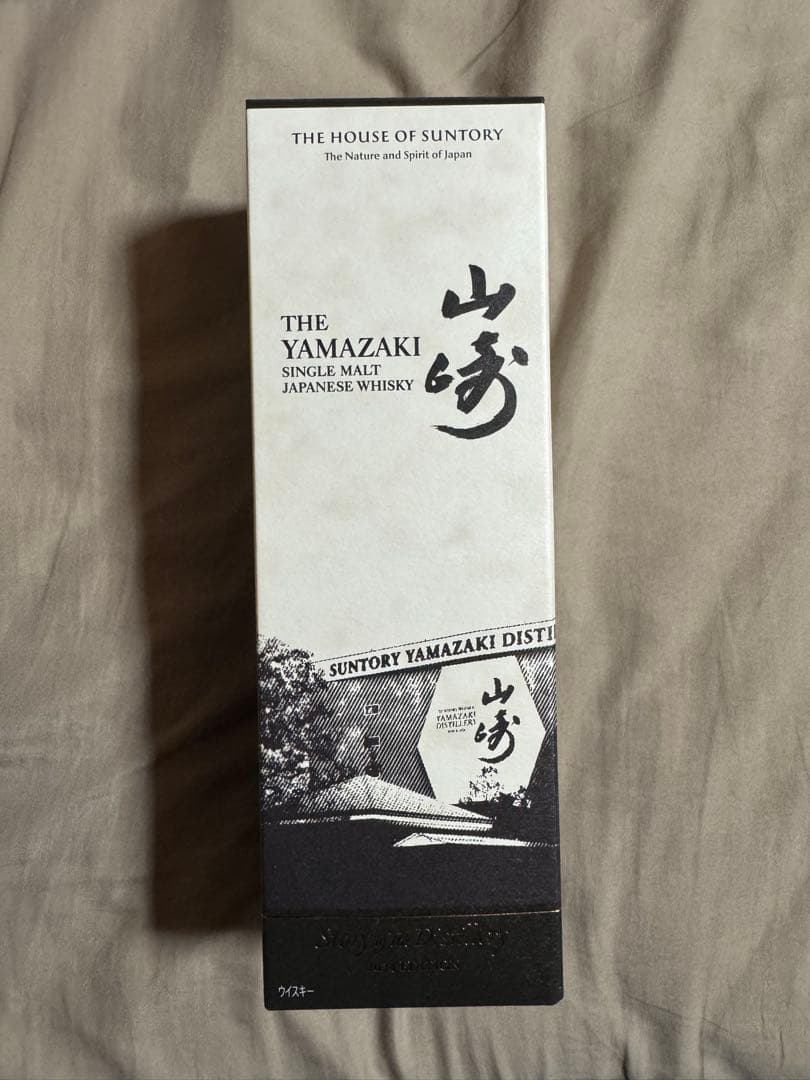 THE HOUSE OF SUNTORY
The Nature and Spirit of Japan
山崎
THE
YAMAZAKI
SINGLE MALT
JAPANESE WHISKY
SUNTORY YAMAZAKI DISTI
YAMAZAKI
DISTILLERY
山崎
Story of the Distillery
EDITION
ウイスキー